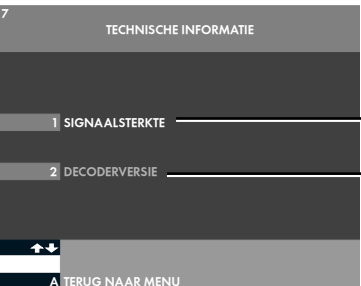 7
TECHNISCHE INFORMATIE
1 SIGNAALSTERKTE
2 DECODERVERSIE
A TERUG NAAR MENU